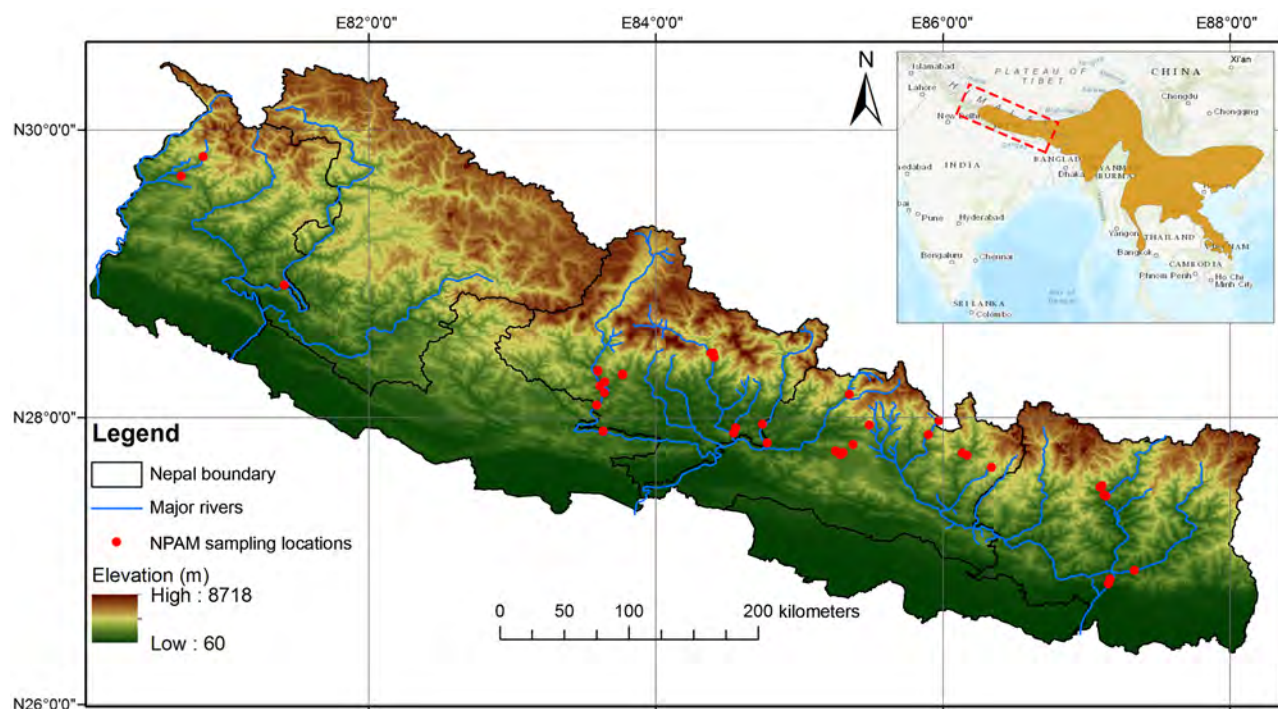 E82°0'0" E84°0'0" E86°0'0" E88°0'0"
N30°0'0"
N28°0'0"
N26°0'0"
N
Islamabad
Lahore
New Delhi
PLATEAU OF
TIBET
CHINA
Xi'an
Chengdu
Chongqing
INDIA
BANGLAD
Dhaka
Pune
Hyderabad
Bengaluru
Chennai
Yangon
THAILAND
Bangkok
CAMBODIA
Phnom Penh
Ho Chi
Minh City
SRI LANKA
Colombo
Legend
Nepal boundary
Major rivers
NPAM sampling locations
Elevation (m)
High : 8718
Low : 60
0 50 100 200 kilometers